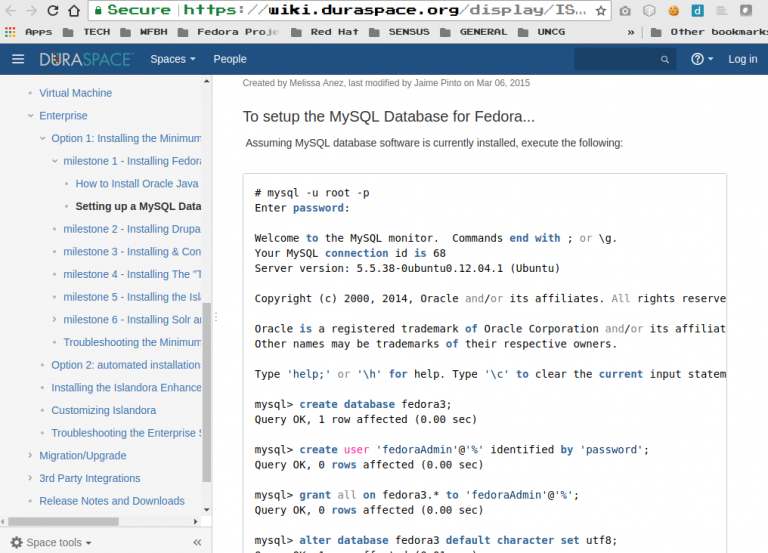 Secure https://wiki.duraspace.org/display/IS...
Apps TECH WFBH Fedora Proje Red Hat SENSUS GENERAL UNCG » Other bookmarks
DURASPACE Spaces People Log in
Created by Melissa Anez, last modified by Jaime Pinto on Mar 06, 2015
Virtual Machine
Enterprise
Option 1: Installing the Minimum
milestone 1 - Installing Fedora
How to Install Oracle Java
Setting up a MySQL Data
milestone 2 - Installing Drupa
milestone 3 - Installing & Con
milestone 4 - Installing The "T
milestone 5 - Installing the Isla
milestone 6 - Installing Solr an
Troubleshooting the Minimum
Option 2: automated installation
Installing the Islandora Enhance
Customizing Islandora
Troubleshooting the Enterprise S
Migration/Upgrade
3rd Party Integrations
Release Notes and Downloads
Space tools «
To setup the MySQL Database for Fedora...
Assuming MySQL database software is currently installed, execute the following:
# mysql -u root -p
Enter password:
Welcome to the MySQL monitor.  Commands end with ; or \g.
Your MySQL connection id is 68
Server version: 5.5.38-0ubuntu0.12.04.1 (Ubuntu)
Copyright (c) 2000, 2014, Oracle and/or its affiliates. All rights reserve
Oracle is a registered trademark of Oracle Corporation and/or its affiliat
Other names may be trademarks of their respective owners.
Type 'help;' or '\h' for help. Type '\c' to clear the current input statem
mysql> create database fedora3;
Query OK, 1 row affected (0.00 sec)
mysql> create user 'fedoraAdmin'@'%' identified by 'password';
Query OK, 0 rows affected (0.00 sec)
mysql> grant all on fedora3.* to 'fedoraAdmin'@'%';
Query OK, 0 rows affected (0.00 sec)
mysql> alter database fedora3 default character set utf8;